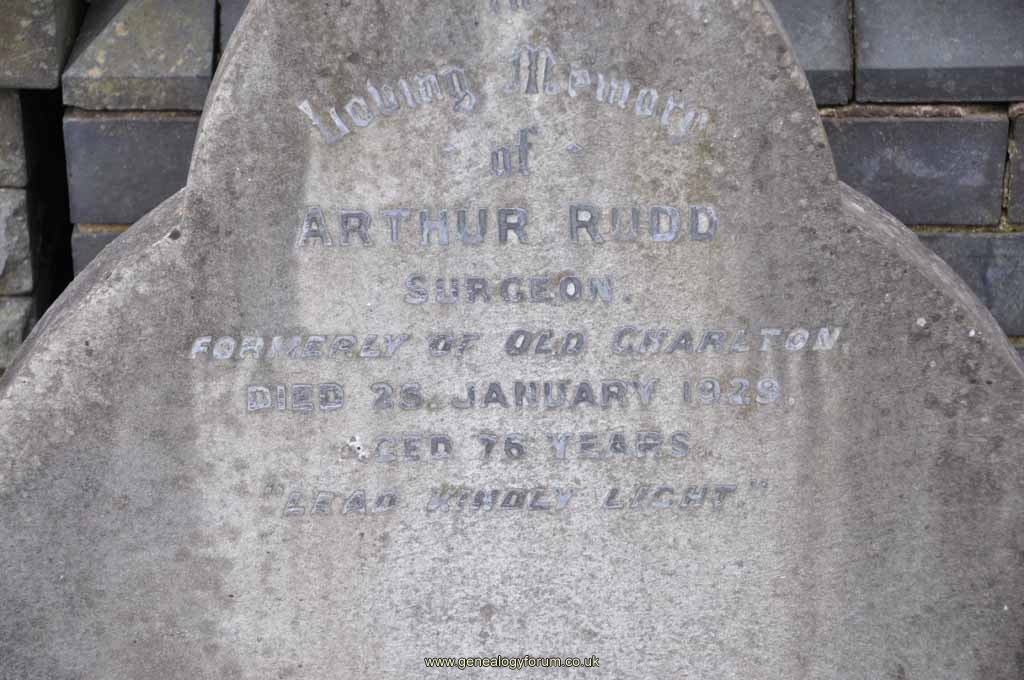 In
Loving Memory
of
ARTHUR RUDD
SURGEON.
FORMERLY OF OLD CHARLTON.
DIED 25. JANUARY 1929.
AGED 76 YEARS
"LEAD KINDLY LIGHT"
www.genealogyforum.co.uk